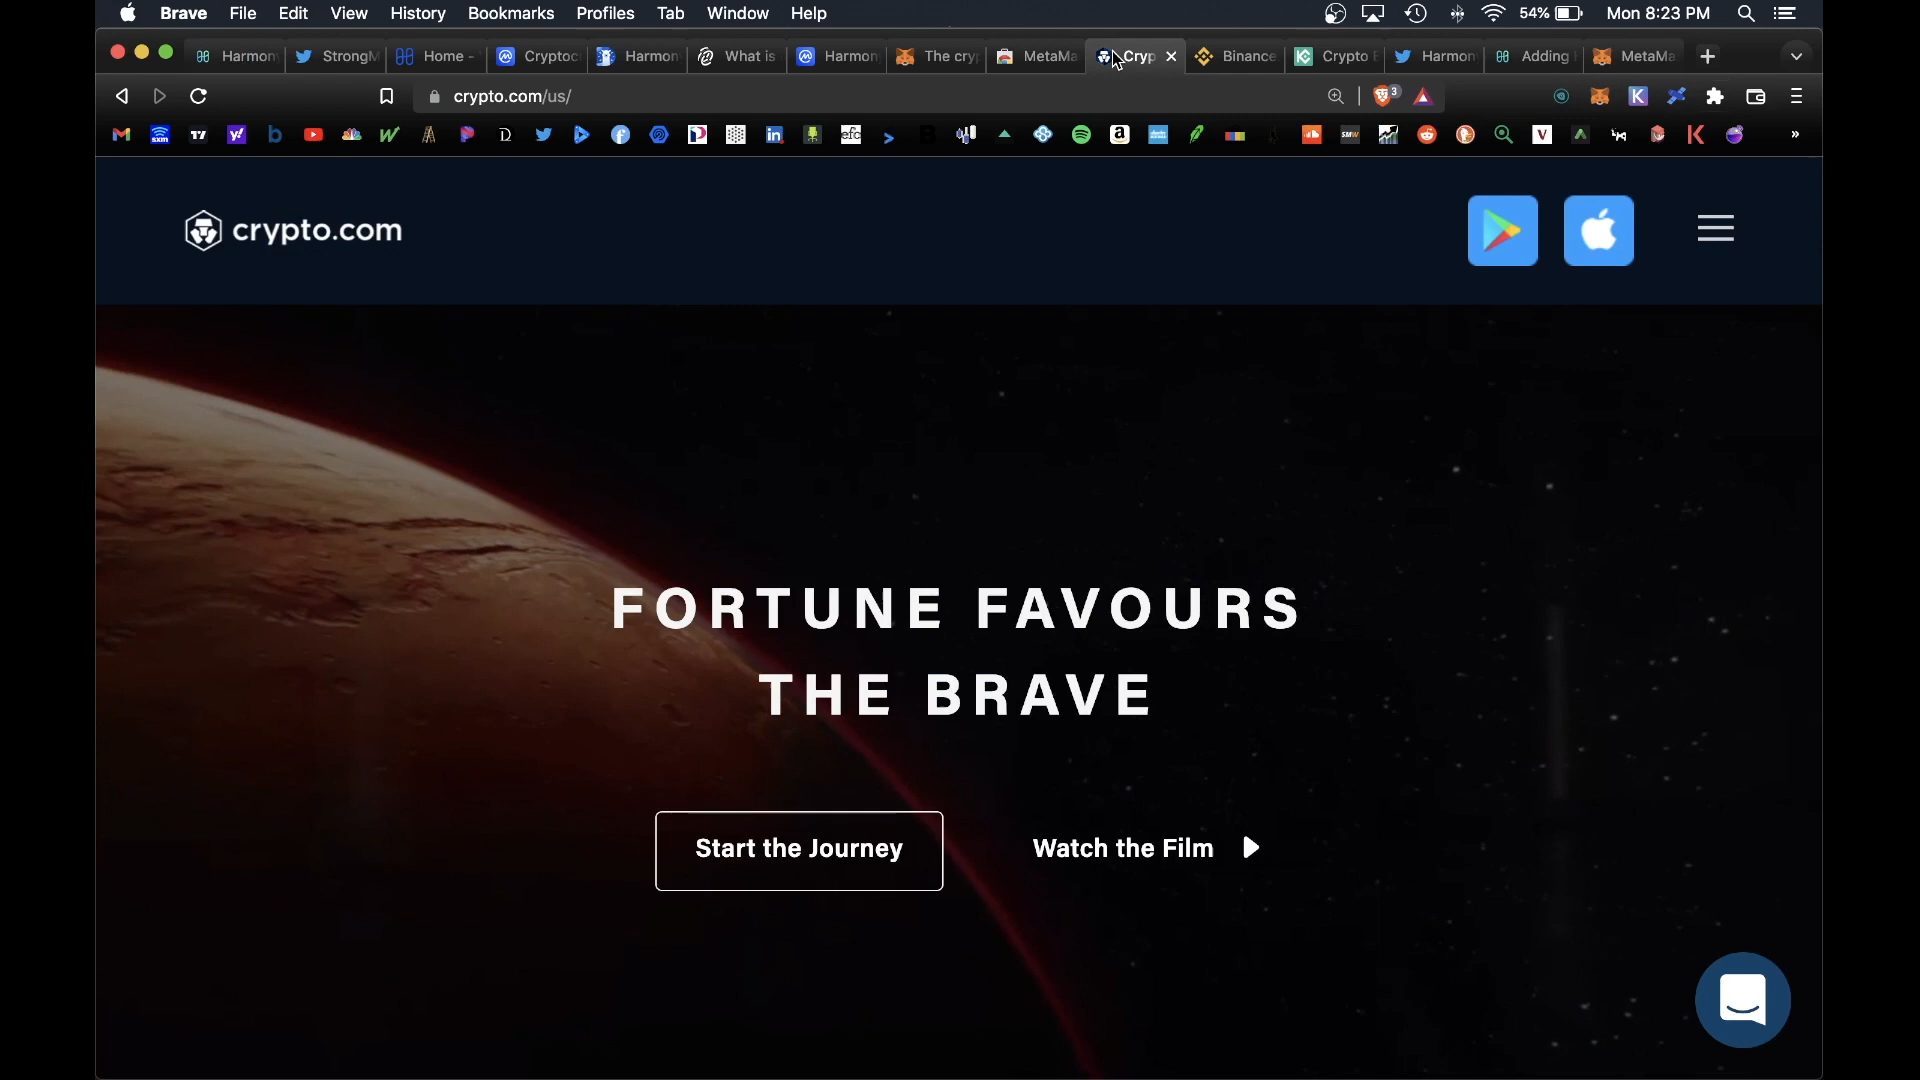 Brave File Edit View History Bookmarks Profiles Tab Window Help 54% Mon 8:23 PM
Harmon StrongM Home - Cryptoc Harmon What is Harmon The cryp MetaMa Cryp Binance Crypto E Harmon Adding MetaMa
crypto.com/us/ 3
crypto.com
FORTUNE FAVOURS
THE BRAVE
Start the Journey Watch the Film